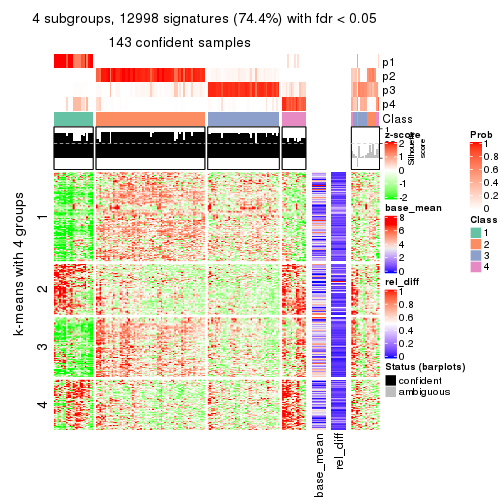 4 subgroups, 12998 signatures (74.4%) with fdr < 0.05
143 confident samples
p1
p2
p3
p4
Class
z-score
2
1
0
-1
-2
Silhouette
score
1
base_mean
8
6
4
2
0
rel_diff
1
0.8
0.6
0.4
0.2
0
Status (barplots)
confident
ambiguous
Prob
1
0.8
0.6
0.4
0.2
0
Class
1
2
3
4
k-means with 4 groups
1
2
3
4
base_mean
rel_diff